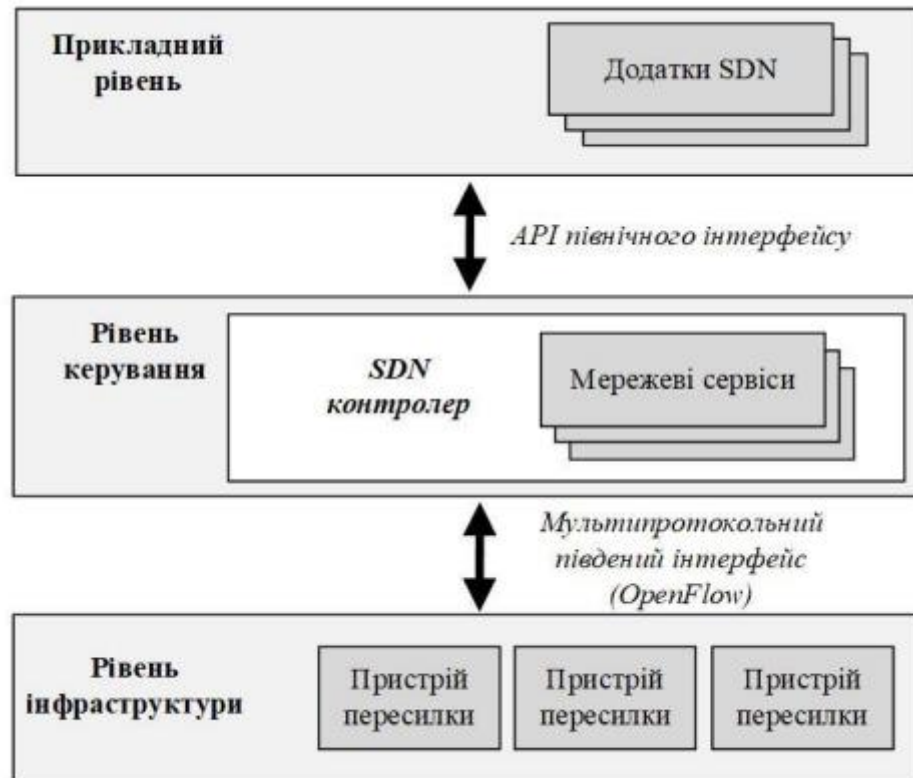 Прикладний
рівень
Додатки SDN
API північного інтерфейсу
Рівень
керування
SDN
контролер
Мережеві сервіси
Мультипротокольний
південий інтерфейс
(OpenFlow)
Рівень
інфраструктури
Пристрій
пересилки
Пристрій
пересилки
Пристрій
пересилки